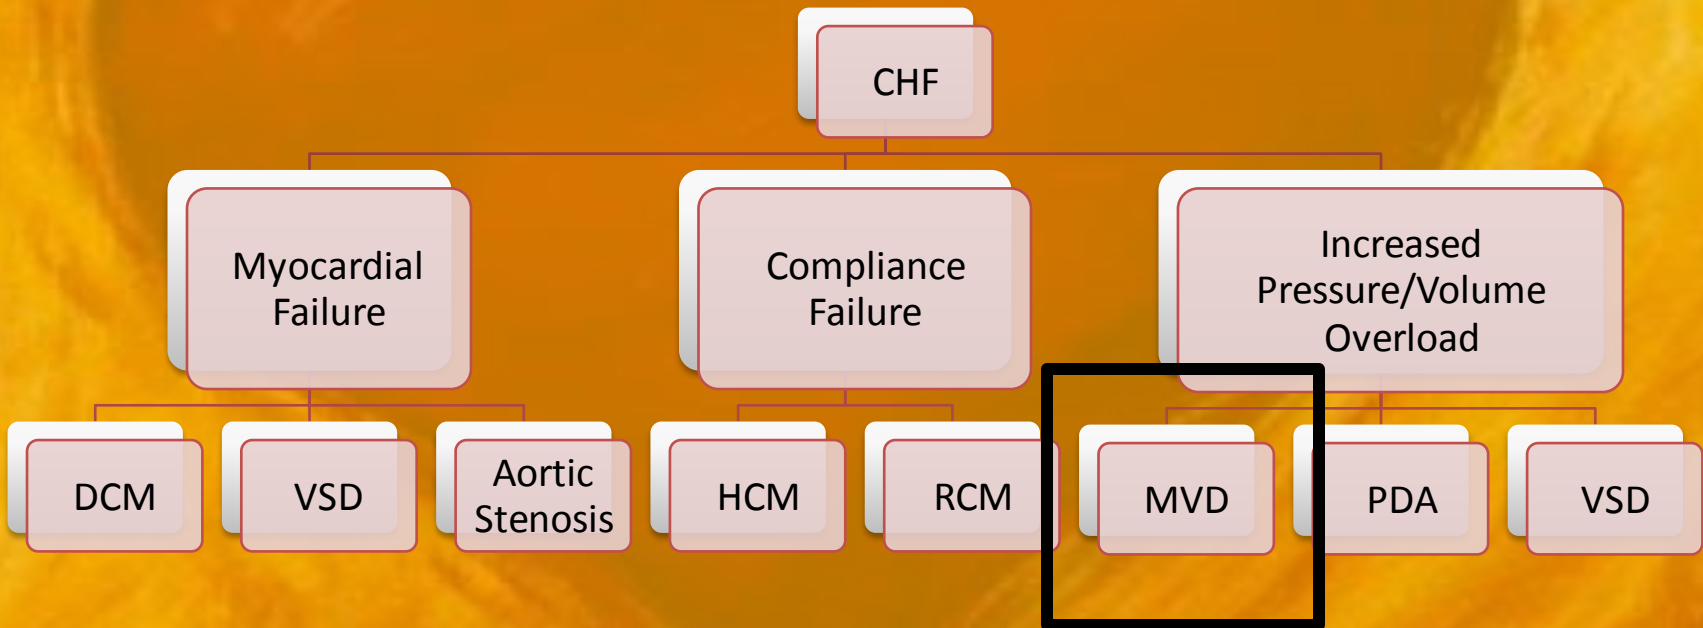 CHF
Myocardial
Failure
Compliance
Failure
Increased
Pressure/Volume
Overload
DCM
VSD
Aortic
Stenosis
HCM
RCM
MVD
PDA
VSD